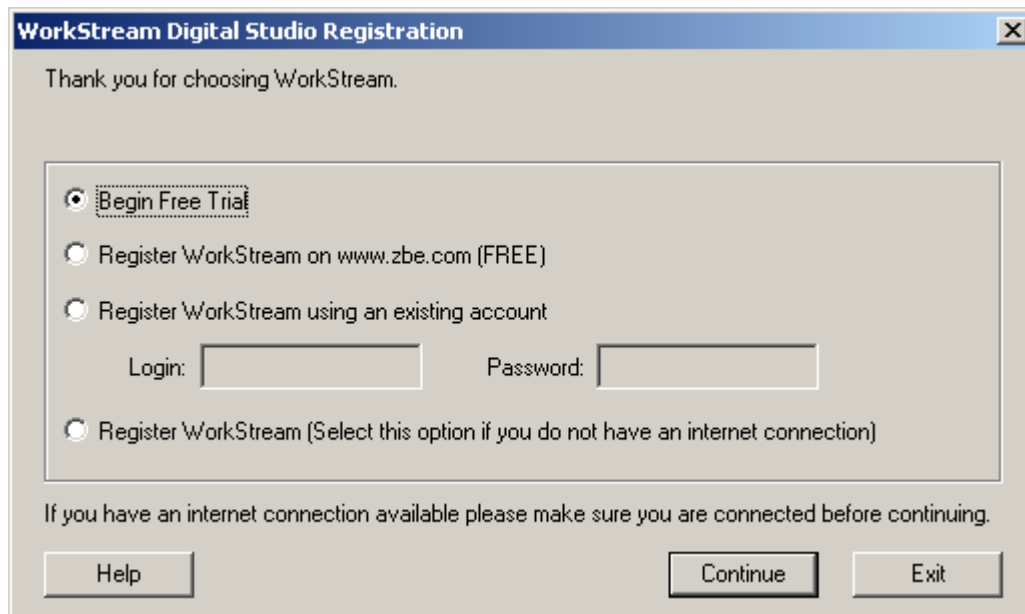 WorkStream Digital Studio Registration
Thank you for choosing WorkStream.
Begin Free Trial
Register WorkStream on www.zbe.com (FREE)
Register WorkStream using an existing account
Login: Password:
Register WorkStream (Select this option if you do not have an internet connection)
If you have an internet connection available please make sure you are connected before continuing.
Help Continue Exit